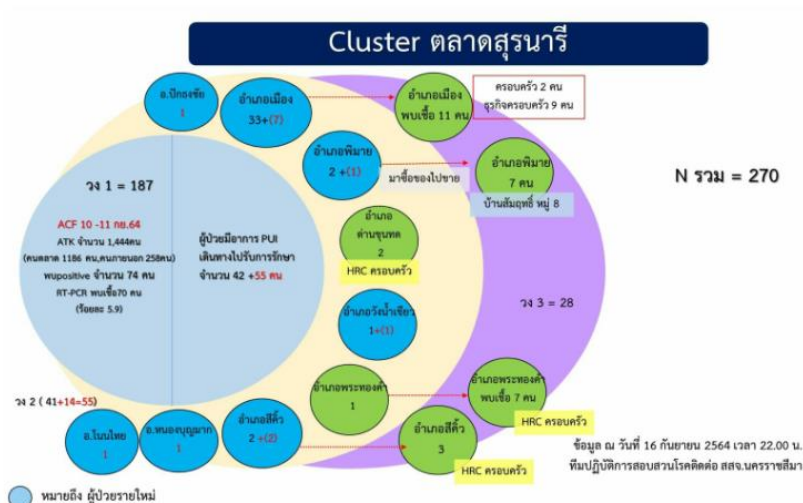 Cluster ตลาดสุรนารี
อ.ปักธงชัย
1
อำเภอเมือง
33+(7)
อำเภอเมือง
พบเชื้อ 11 คน
ครอบครัว 2 คน
ธุรกิจครอบครัว 9 คน
อำเภอพิมาย
2 +(1)
มาซื้อของไปขาย
อำเภอพิมาย
7 คน
บ้านสัมฤทธิ์ หมู่ 8
N รวม = 270
วง 1 = 187
ACF 10 -11 กย.64
ATK จำนวน 1,444คน
(คนตลาด 1186 คน,คนภายนอก 258คน)
พบpositive จำนวน 74 คน
RT-PCR พบเชื้อ70 คน
(ร้อยละ 5.9)
ผู้ป่วยมีอาการ PUI
เดินทางไปรับการรักษา
จำนวน 42 +55 คน
อำเภอ
ด่านขุนทด
2
HRC ครอบครัว
อำเภอวังน้ำเขียว
1+(1)
วง 3 = 28
อำเภอพระทองคำ
1
อำเภอพระทองคำ
พบเชื้อ 7 คน
HRC ครอบครัว
วง 2 ( 41+14=55)
อ.โนนไทย
1
อ.หนองบุญมาก
1
อำเภอสีคิ้ว
2 +(2)
อำเภอสีคิ้ว
3
HRC ครอบครัว
ข้อมูล ณ วันที่ 16 กันยายน 2564 เวลา 22.00 น.
ทีมปฏิบัติการสอบสวนโรคติดต่อ สสจ.นครราชสีมา
หมายถึง ผู้ป่วยรายใหม่